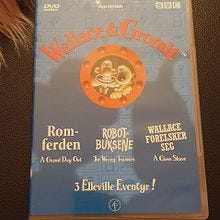 DVD
Aardman
BBC
Wallace & Gromit
Rom-
ferden
A Grand Day Out
ROBOT-
BUKSENE
The Wrong Trousers
WALLACE
FORELSKER
SEG
A Close Shave
3 Elleville Eventyr!
SF